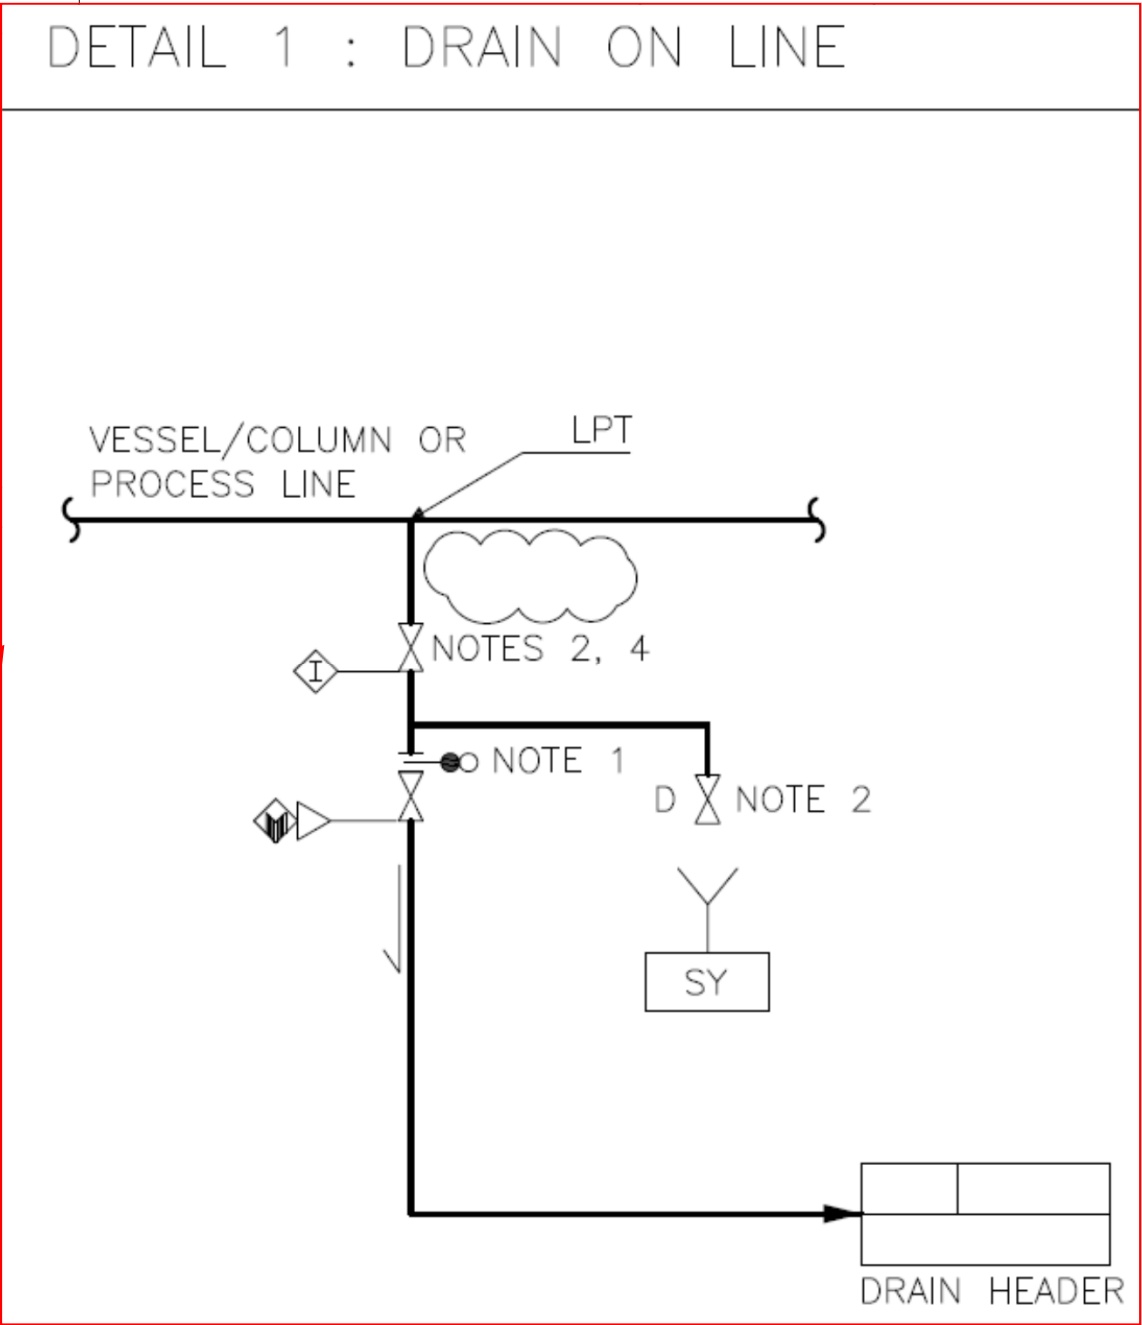 DETAIL 1 : DRAIN ON LINE
VESSEL/COLUMN OR
PROCESS LINE
LPT
NOTES 2, 4
I
NOTE 1
D
NOTE 2
M
SY
DRAIN HEADER